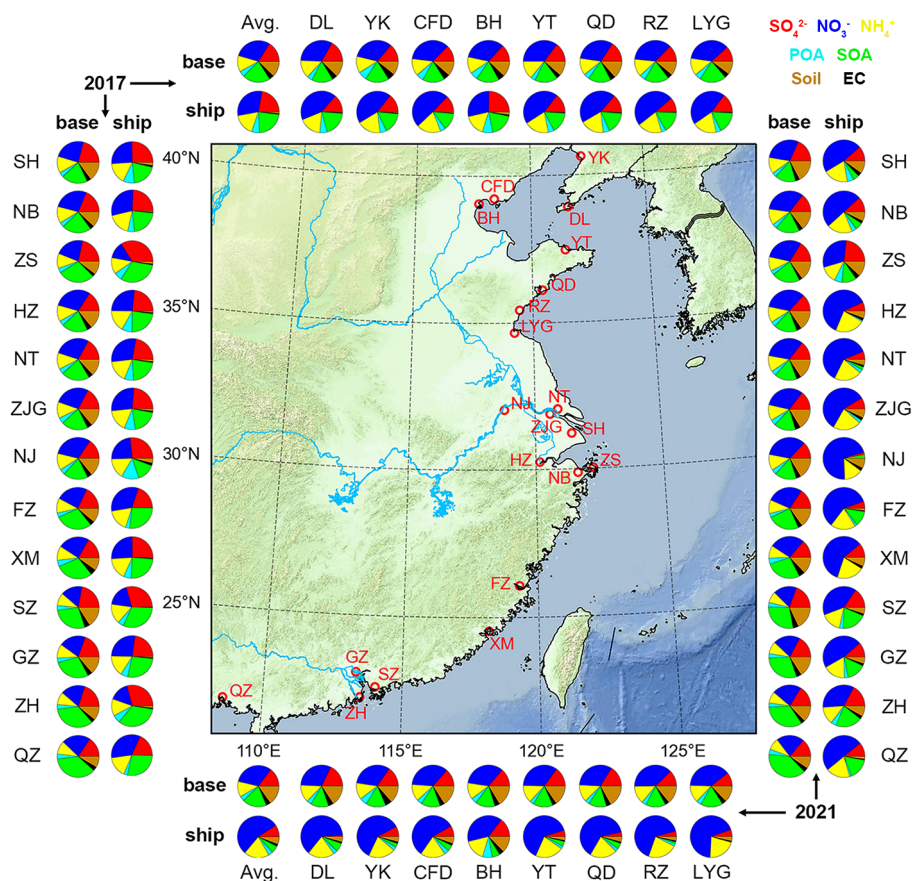 Avg. DL YK CFD BH YT QD RZ LYG
SO₄²⁻ NO₃⁻ NH₄⁺
POA SOA
Soil EC
base
2017
ship
base ship
base ship
40°N
35°N
30°N
25°N
YK
CFD
BH
DL
YT
QD
RZ
LYG
NT
NJ
ZJG
SH
HZ
ZS
NB
FZ
XM
GZ
SZ
QZ
ZH
SH
NB
ZS
HZ
NT
ZJG
NJ
FZ
XM
SZ
GZ
ZH
QZ
SH
NB
ZS
HZ
NT
ZJG
NJ
FZ
XM
SZ
GZ
ZH
QZ
110°E 115°E 120°E 125°E
base
2021
ship
Avg. DL YK CFD BH YT QD RZ LYG